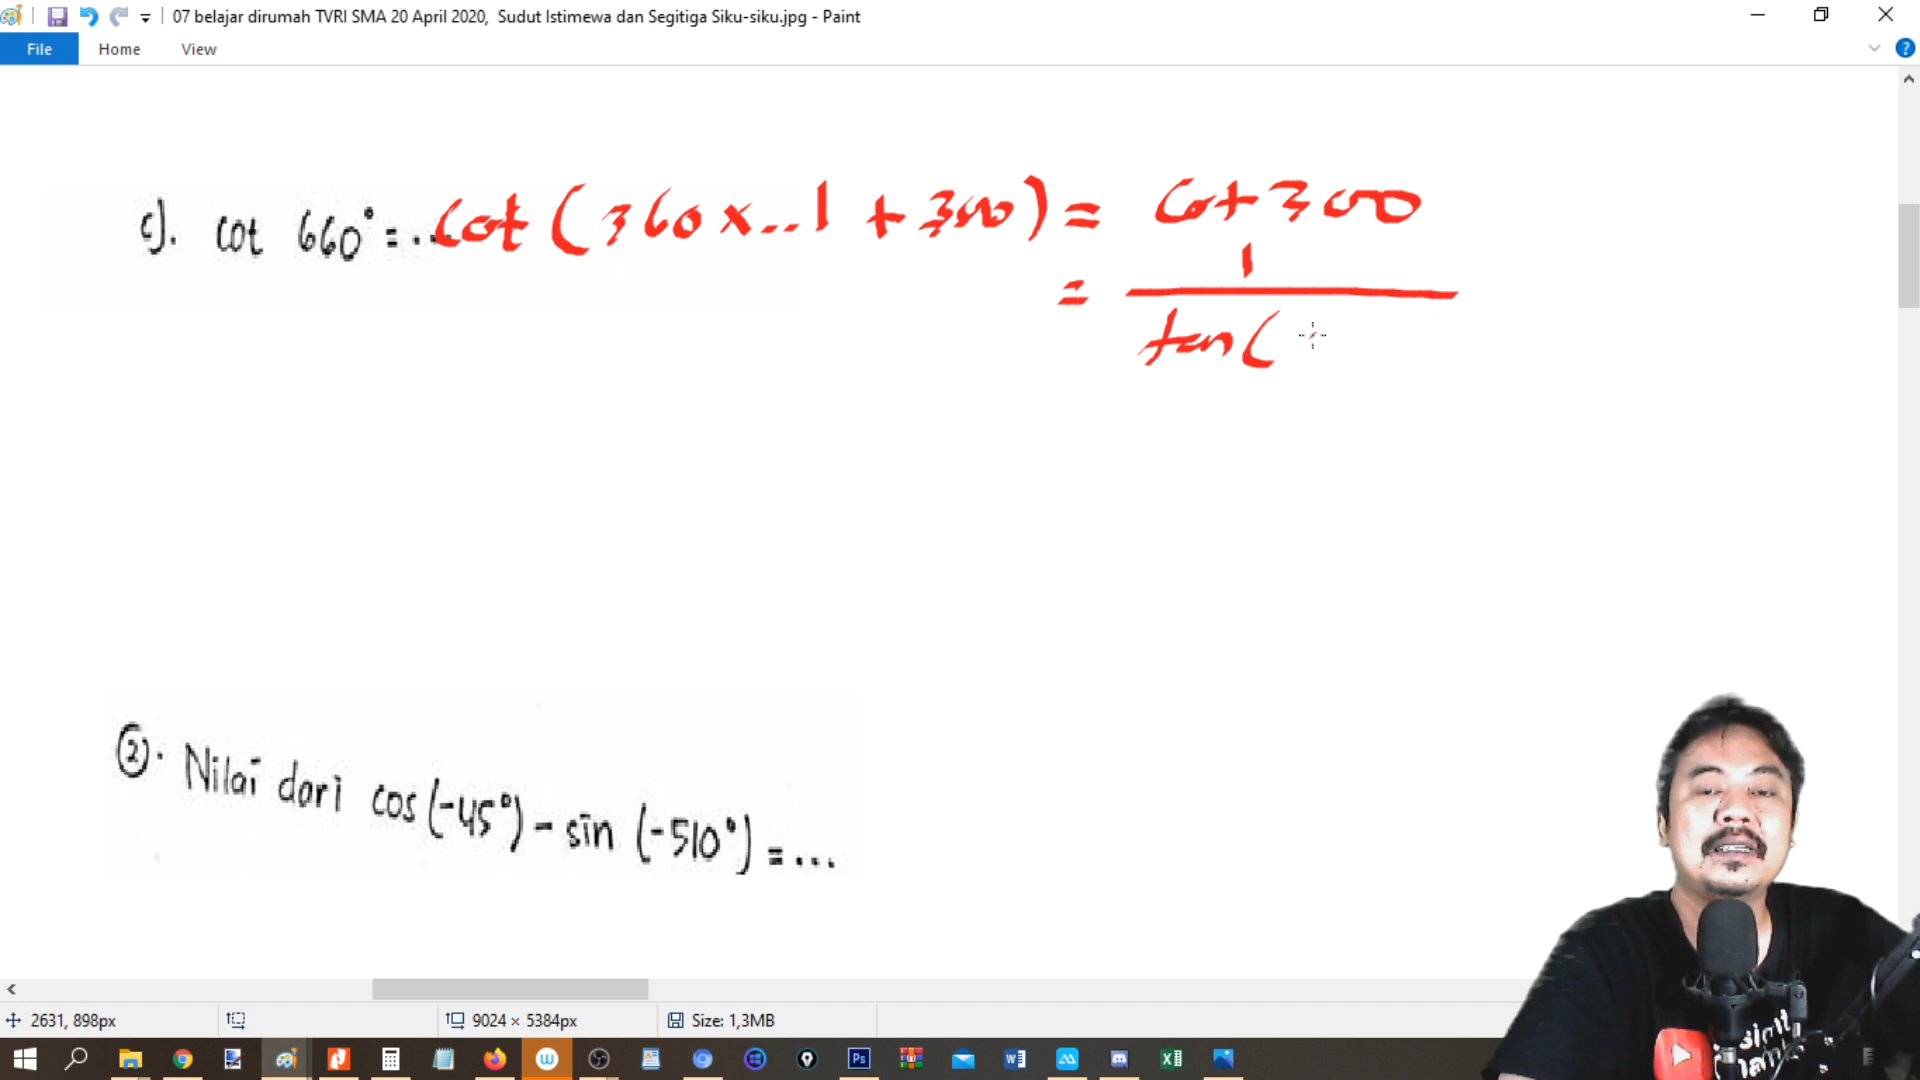 07 belajar dirumah TVRI SMA 20 April 2020, Sudut Istimewa dan Segitiga Siku-siku.jpg - Paint
File Home View
c). cot 660° = ... cot (360 x .. 1 + 300) = cot 300
= 1
tan(
②. Nilai dari cos (-45°) - sin (-510°) = ...
2631, 898px 9024 × 5384px Size: 1,3MB